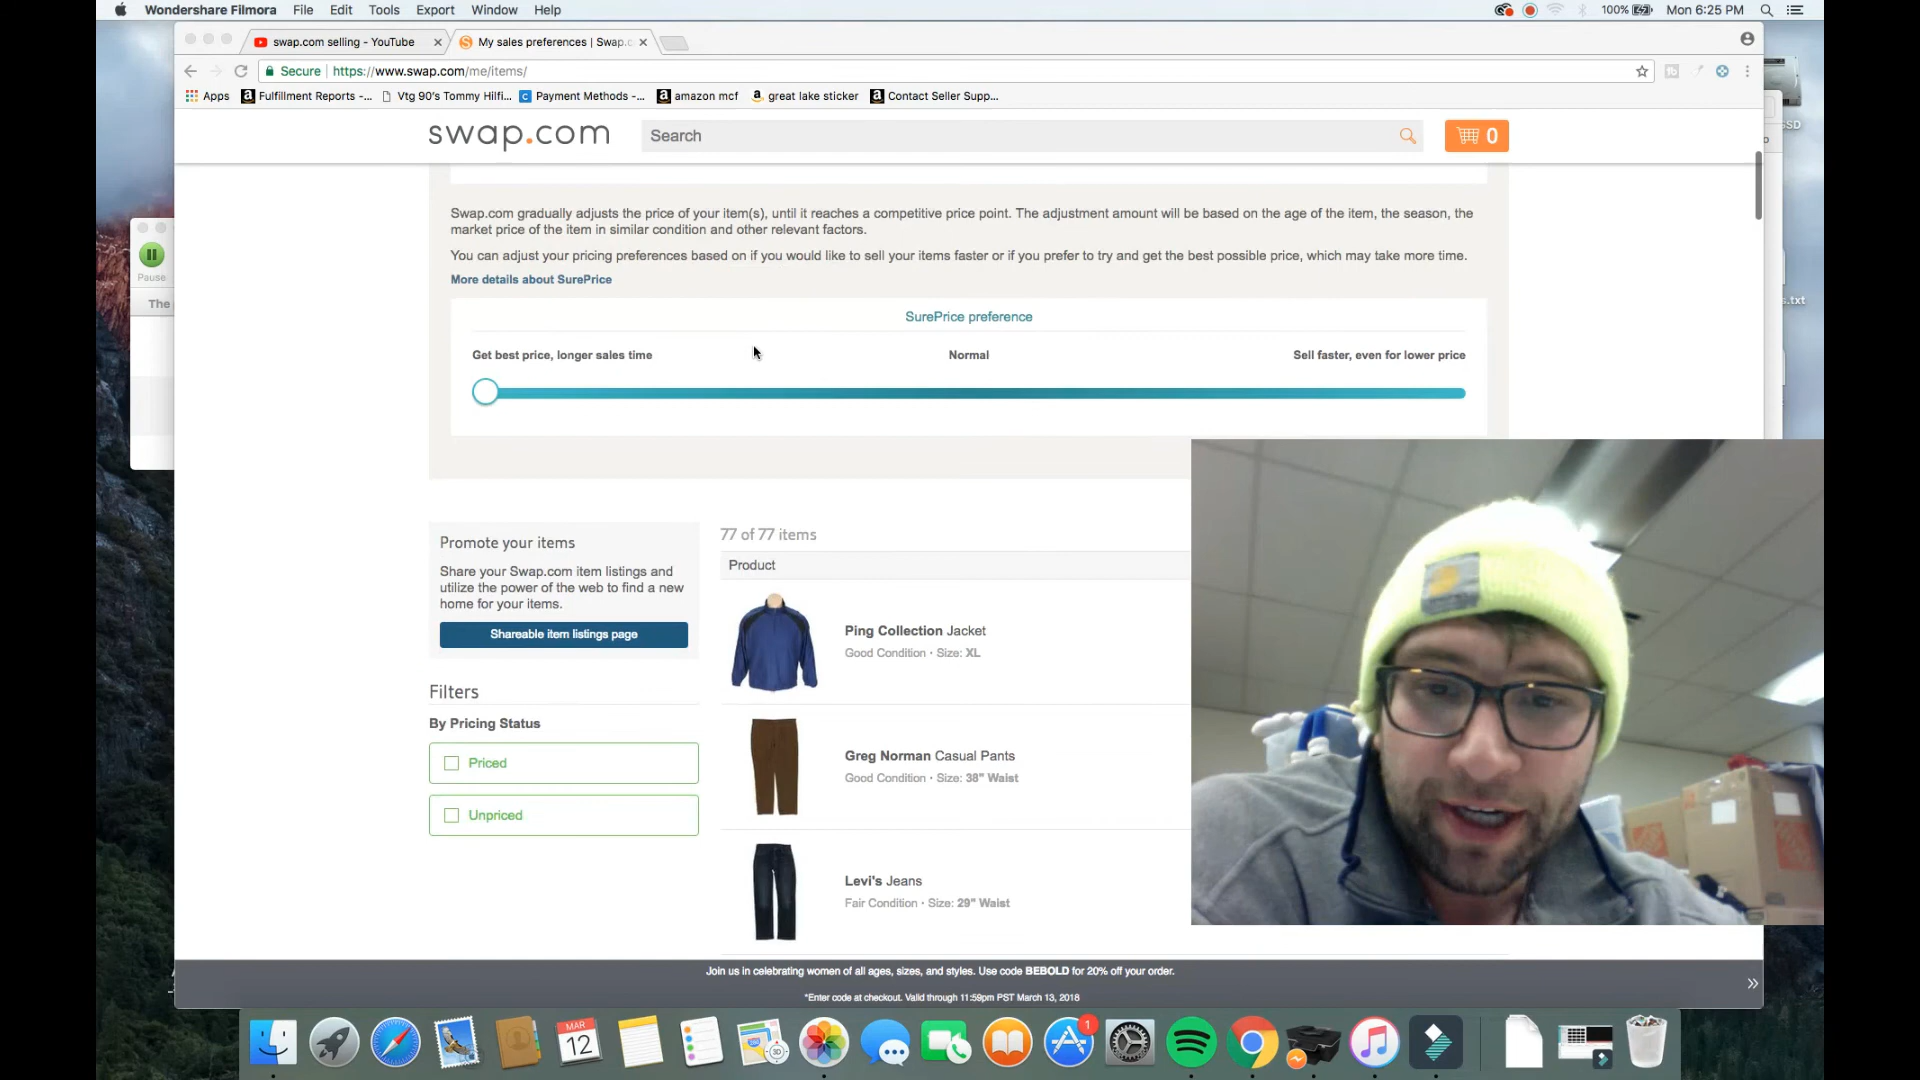 Wondershare Filmora File Edit Tools Export Window Help 100% Mon 6:25 PM
swap.com selling - YouTube My sales preferences | Swap.c
Secure https://www.swap.com/me/items/
Apps Fulfillment Reports -... Vtg 90's Tommy Hilfi... Payment Methods -... amazon mcf great lake sticker Contact Seller Supp...
SSD
swap.com Search 0
Swap.com gradually adjusts the price of your item(s), until it reaches a competitive price point. The adjustment amount will be based on the age of the item, the season, the
market price of the item in similar condition and other relevant factors.
You can adjust your pricing preferences based on if you would like to sell your items faster or if you prefer to try and get the best possible price, which may take more time.
More details about SurePrice
Pause
The
s.txt
SurePrice preference
Get best price, longer sales time Normal Sell faster, even for lower price
Promote your items
Share your Swap.com item listings and
utilize the power of the web to find a new
home for your items.
Shareable item listings page
Filters
By Pricing Status
Priced
Unpriced
77 of 77 items
Product
Ping Collection Jacket
Good Condition · Size: XL
Greg Norman Casual Pants
Good Condition · Size: 38" Waist
Levi's Jeans
Fair Condition · Size: 29" Waist
Join us in celebrating women of all ages, sizes, and styles. Use code BEBOLD for 20% off your order.
*Enter code at checkout. Valid through 11:59pm PST March 13, 2018
MAR
12
1